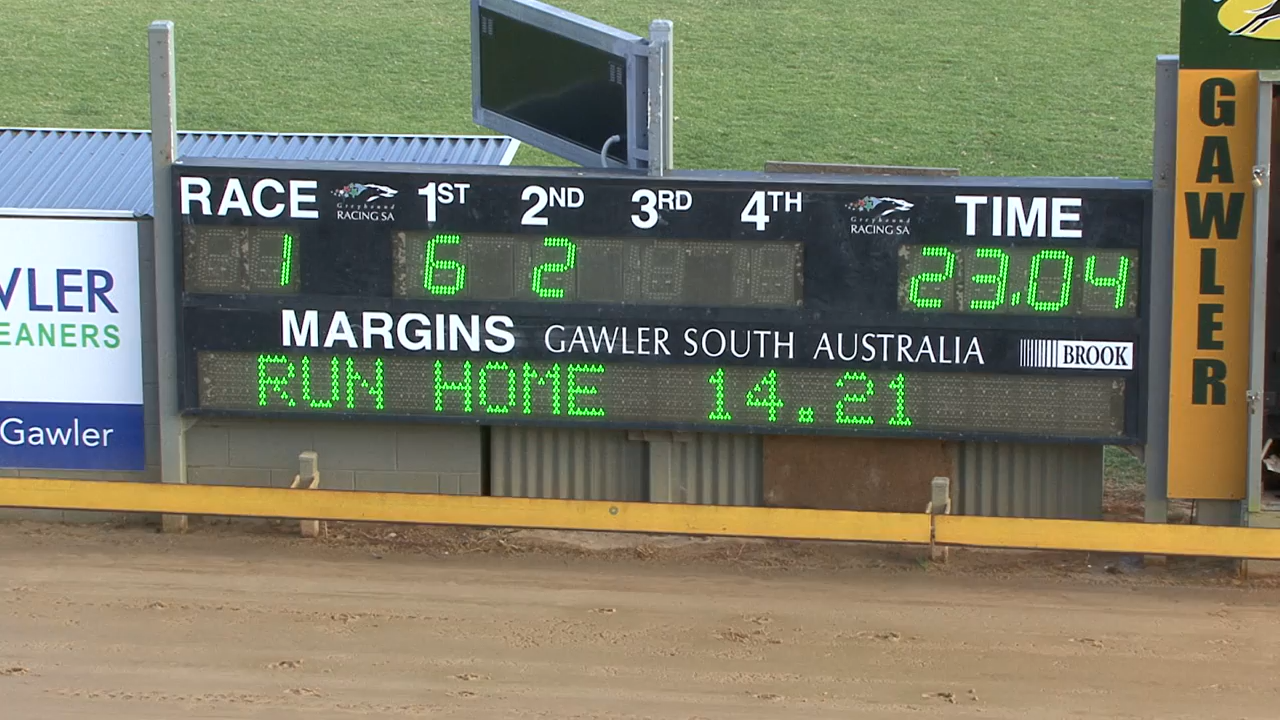 RACE Greyhound RACING SA 1ST 2ND 3RD 4TH Greyhound RACING SA TIME
1 6 2 23.04
MARGINS GAWLER SOUTH AUSTRALIA BROOK
RUN HOME 14.21
WLER
EANERS
Gawler
GAWLER